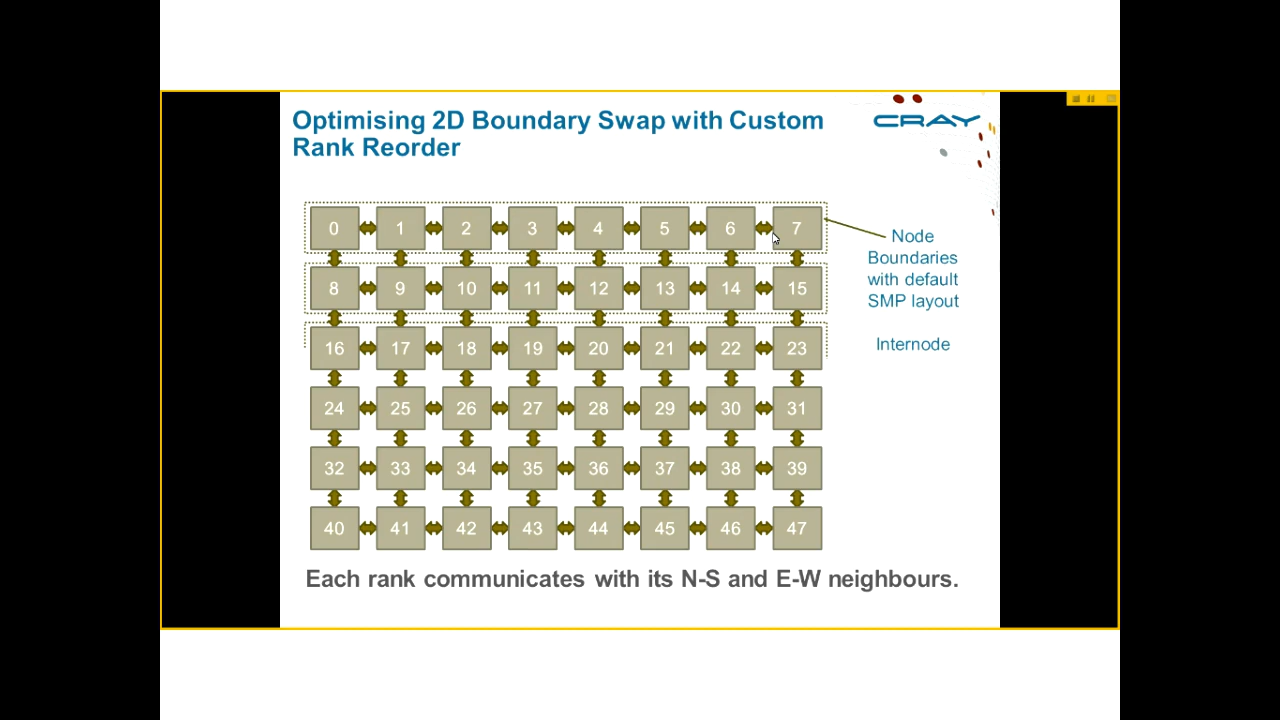 Optimising 2D Boundary Swap with Custom
Rank Reorder
CRAY
0 1 2 3 4 5 6 7
8 9 10 11 12 13 14 15
16 17 18 19 20 21 22 23
24 25 26 27 28 29 30 31
32 33 34 35 36 37 38 39
40 41 42 43 44 45 46 47
Node
Boundaries
with default
SMP layout
Internode
Each rank communicates with its N-S and E-W neighbours.